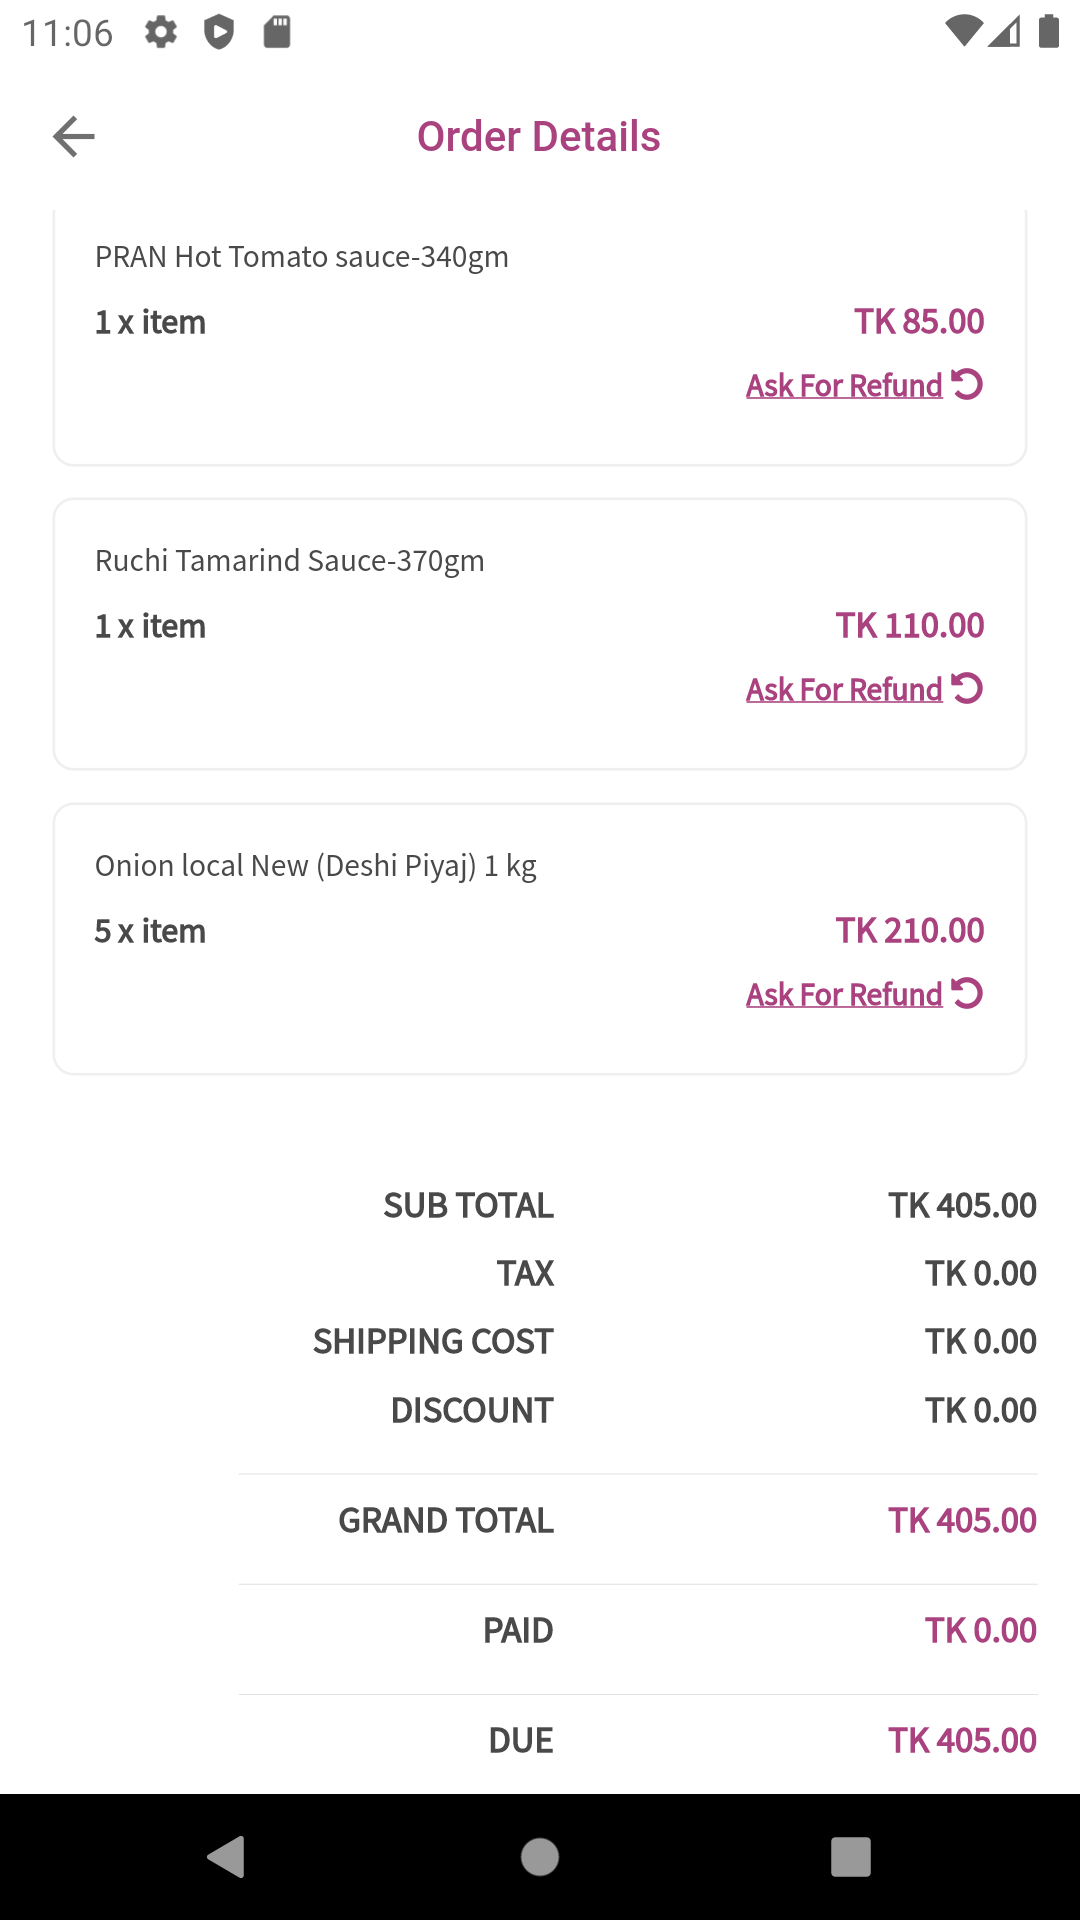 11:06
Order Details
PRAN Hot Tomato sauce-340gm
1 x item
TK 85.00
Ask For Refund
Ruchi Tamarind Sauce-370gm
1 x item
TK 110.00
Ask For Refund
Onion local New (Deshi Piyaj) 1 kg
5 x item
TK 210.00
Ask For Refund
SUB TOTAL TK 405.00
TAX TK 0.00
SHIPPING COST TK 0.00
DISCOUNT TK 0.00
GRAND TOTAL TK 405.00
PAID TK 0.00
DUE TK 405.00